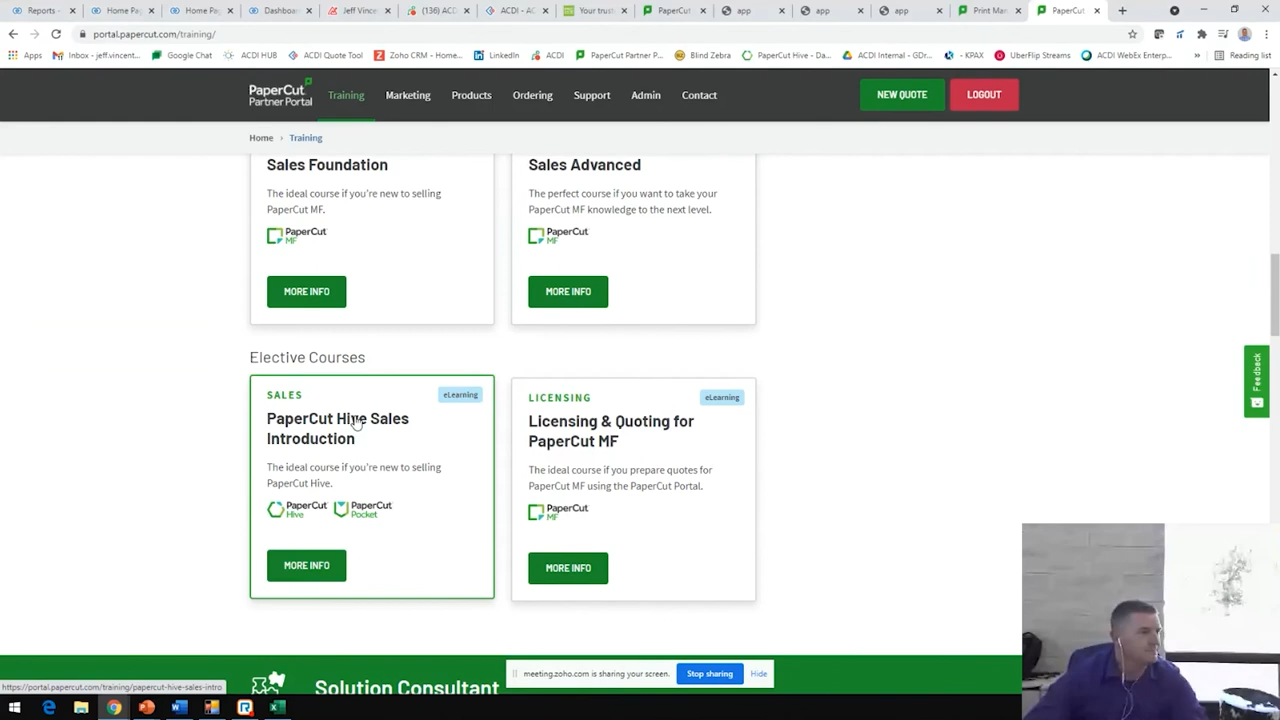 Reports -
Home Pa
Home Pag
Dashboar
Jeff Vince
(136) ACD
ACDI - AC
Your trust
PaperCut
app
app
app
Print Man
PaperCut
portal.papercut.com/training/
Apps
Inbox - jeff.vincent...
Google Chat
ACDI HUB
ACDI Quote Tool
Zoho CRM - Home...
LinkedIn
ACDI
PaperCut Partner P...
Blind Zebra
PaperCut Hive - Da...
ACDI Internal - GDr...
- KPAX
UberFlip Streams
ACDI WebEx Enterp...
»
Reading list
PaperCut
Partner Portal
Training
Marketing
Products
Ordering
Support
Admin
Contact
NEW QUOTE
LOGOUT
Home › Training
Sales Foundation
The ideal course if you're new to selling
PaperCut MF.
PaperCut
MF
MORE INFO
Sales Advanced
The perfect course if you want to take your
PaperCut MF knowledge to the next level.
PaperCut
MF
MORE INFO
Elective Courses
SALES
eLearning
PaperCut Hive Sales
Introduction
The ideal course if you're new to selling
PaperCut Hive.
PaperCut
Hive
PaperCut
Pocket
MORE INFO
LICENSING
eLearning
Licensing & Quoting for
PaperCut MF
The ideal course if you prepare quotes for
PaperCut MF using the PaperCut Portal.
PaperCut
MF
MORE INFO
Feedback
Solution Consultant
meeting.zoho.com is sharing your screen.
Stop sharing
Hide
https://portal.papercut.com/training/papercut-hive-sales-intro